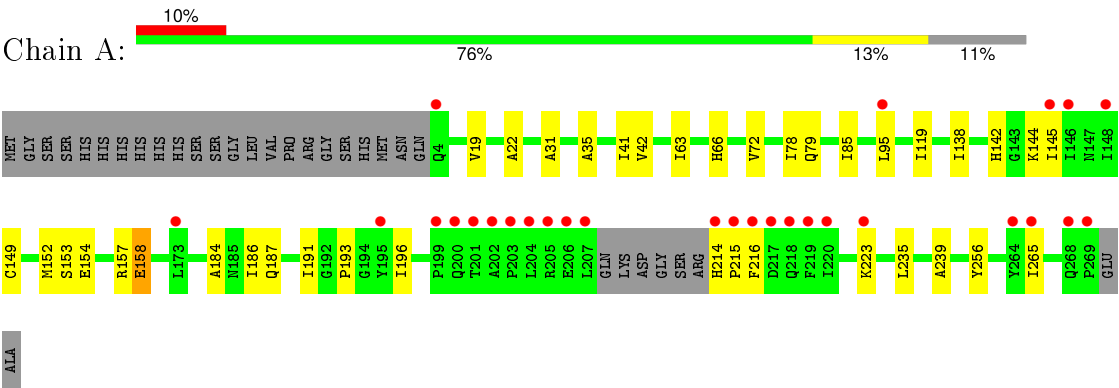 10%
Chain A:
76% 13% 11%
MET GLY SER SER HIS HIS HIS HIS HIS HIS SER SER GLY LEU VAL PRO ARG GLY SER HIS MET ASN GLN Q4 V19 A22 A31 A35 I41 V42 I63 H66 V72 I78 Q79 I85 L95 I119 I138 H142 G143 K144 I145 I146 N147 I148
C149 M152 S153 E154 R157 E158 L173 A184 N185 I186 Q187 I191 G192 P193 G194 Y195 I196 P199 Q200 T201 A202 P203 L204 R205 E206 L207 GLN LYS ASP GLY SER ARG H214 P215 F216 D217 Q218 F219 I220 K223 L235 A239 Y256 Y264 I265 Q268 P269 GLU
ALA